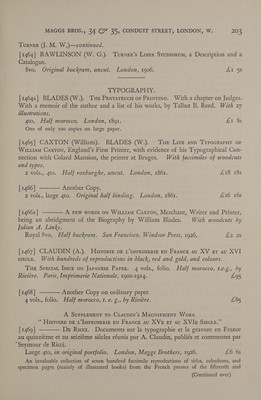 MAGGS BROS., 34 & 35, CONDUIT STREET, LONDON, W. 203
TURNER (J. M. W.)—continued.
[1464] RAWLINSON (W. G.). TURNER'S LIBER STUDIORUM, a Description and a
Catalogue.
8vo. Original buckram, uncut. London, 1906. £1 5s
TYPOGRAPHY.
[1464A] BLADES (W.). THE PENTATEUCH OF PRINTING. With a chapter on Judges.
With a memoir of the author and a list of his works, by Talbot B. Reed. With 27
illustrations.
4to. Half morocco. London, 1891. £1 8s
One of only 100 copies on large paper.
[1465] CAXTON (William). BLADES (W.). THE LIFE AND TYPOGRAPHY OF
WILLIAM CAXTON, England's First Printer, with evidence of his Typographical Con-
nection with Colard Mansion, the printer at Bruges. With facsimiles of woodcuts
and types.
2 vols., 4to. Half roxburghe, uncut. London, 1861. £18 18s
[1466] ——— Another Copy.
2 vols., large 4to. Original half binding. London, 1861. £16 16s
[1466A] ——— A FEW WORDS ON WILLIAM CAXTON, Merchant, Writer and Printer,
being an abridgment of the Biography by William Blades. With woodcuts by
Julian A. Links.
Royal 8vo. Half buckram. San Francisco, Windsor Press, 1926. £2 2s
[1467] CLAUDIN (A.). HISTOIRE DE L'IMPRIMERIE EN FRANCE AU XV ET AU XVI
SIECLE. With hundreds of reproductions in black, red and gold, and colours.
THE SPECIAL ISSUE ON JAPANESE PAPER. 4 vols., folio. Half morocco, t.e.g., by
Rivière. Paris, Imprimerie Nationale, 1900-1904. £95
[1468] ——— Another Copy on ordinary paper
4 vols., folio. Half morocco, t. e. g., by Rivière. £65
A SUPPLEMENT TO CLAUDIN'S MAGNIFICENT WORK.
"HISTOIRE DE L'IMPRIMERIE EN FRANCE AU XVE ET AU XVIE SIECLE."
[1469] ——— DE RICCI. Documents sur la typographie et la gravure en France
au quinzième et au seizième siècles réunis par A. Claudin, publiés et commentés par
Seymour de Ricci.
Large 4to, in original portfolio. London, Maggs Brothers, 1926. £6 6s
An invaluable collection of seven hundred facsimile reproductions of titles, colophons, and
specimen pages (mainly of illustrated books) from the French presses of the fifteenth and
(Continued over)